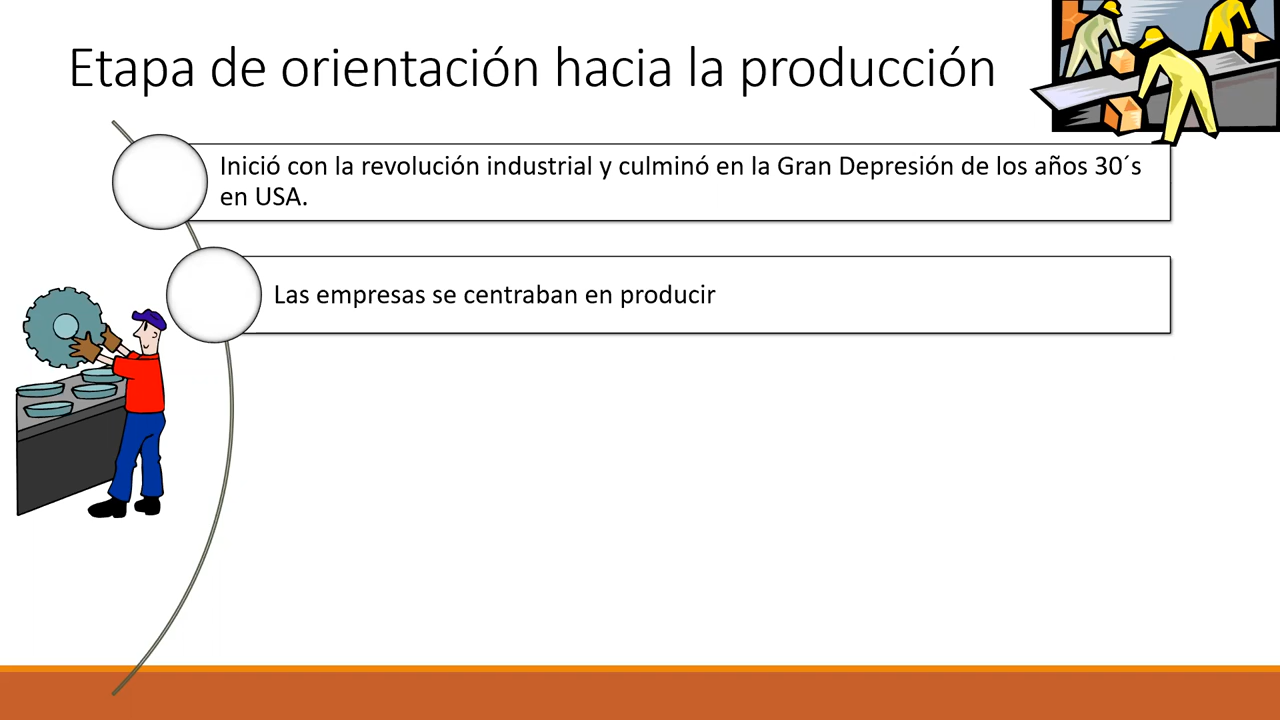 Etapa de orientación hacia la producción
Inició con la revolución industrial y culminó en la Gran Depresión de los años 30´s
en USA.
Las empresas se centraban en producir